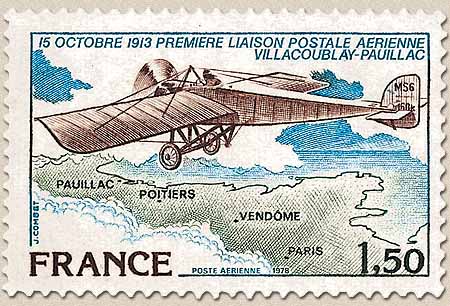 15 OCTOBRE 1913 PREMIERE LIAISON POSTALE AERIENNE
VILLACOUBLAY-PAUILLAC
MS6
PAUILLAC
POITIERS
VENDÔME
PARIS
J. COMBET
FRANCE
POSTE AERIENNE 1978
1,50